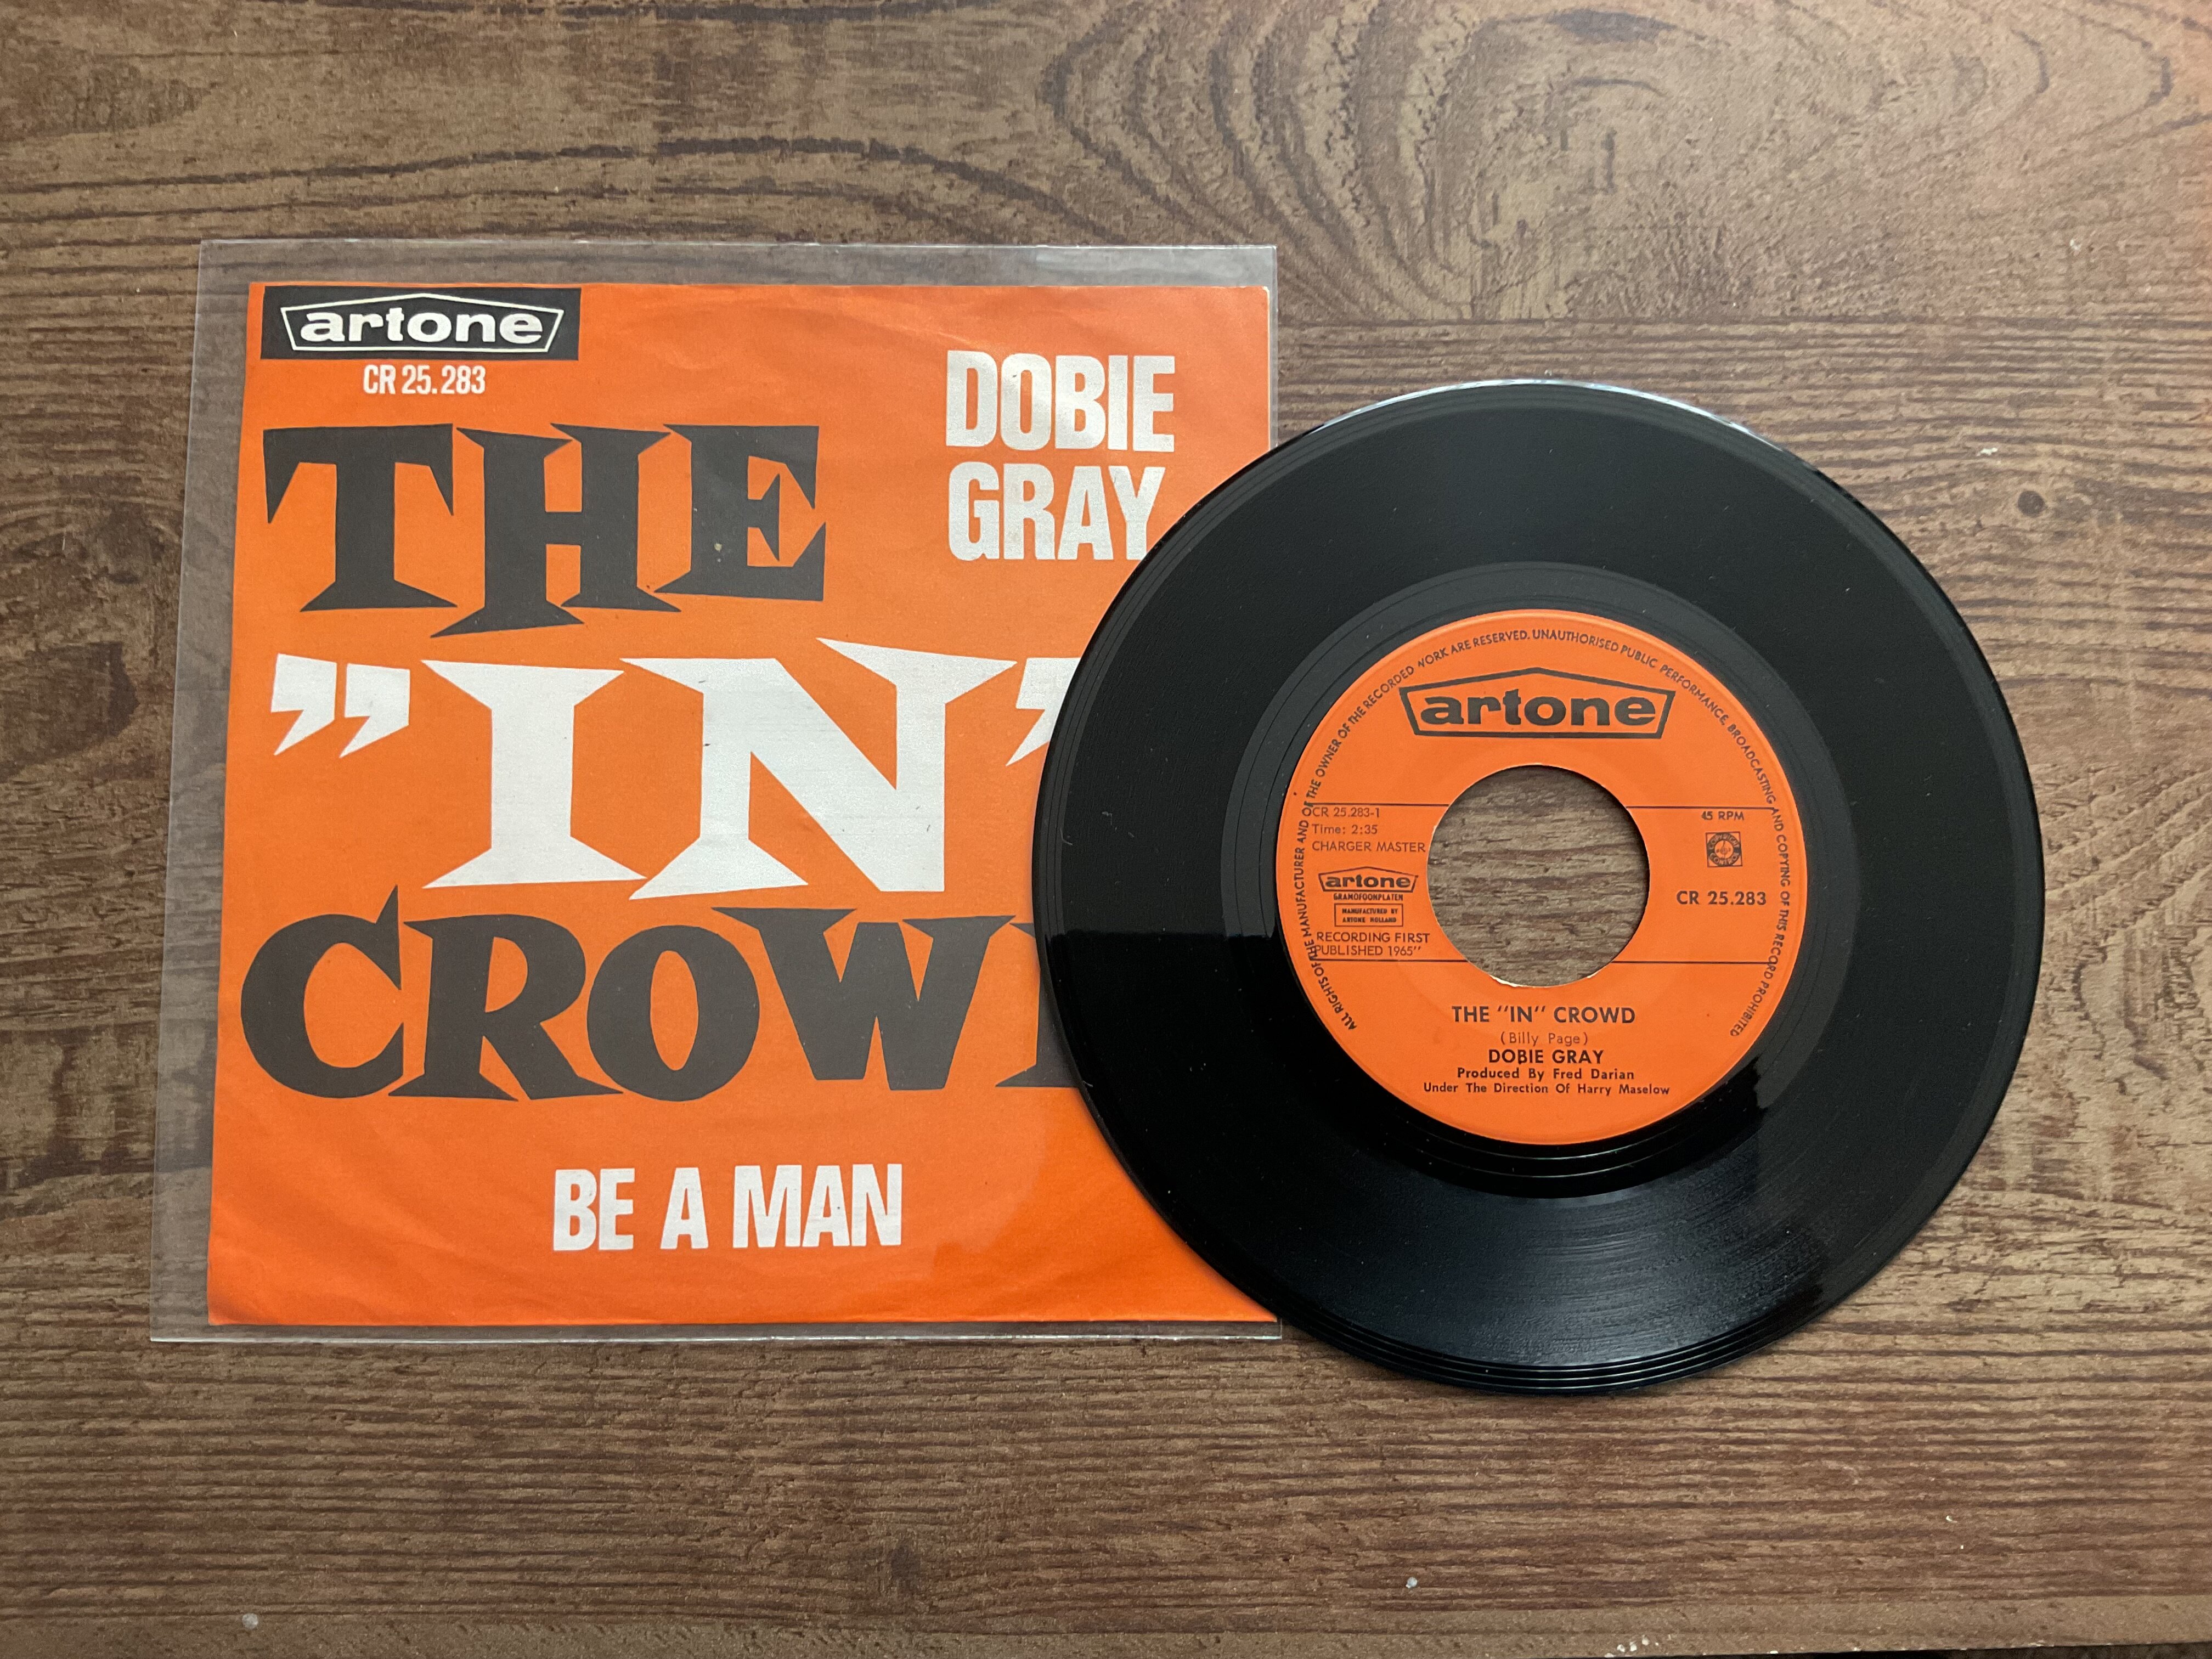 artone
CR 25.283
DOBIE
GRAY
THE
"IN"
CROW
BE A MAN
ALL RIGHTS OF THE MANUFACTURER AND OF THE OWNER OF THE RECORDED WORK ARE RESERVED. UNAUTHORISED PUBLIC PERFORMANCE, BROADCASTING AND COPYING OF THIS RECORD PROHIBITED
artone
CR 25.283-1
Time: 2:35
CHARGER MASTER
artone
GRAMOFOONPLATEN
MANUFACTURED BY
ARTONE HOLLAND
RECORDING FIRST
PUBLISHED 1965"
45 RPM
CR 25.283
THE "IN" CROWD
(Billy Page)
DOBIE GRAY
Produced By Fred Darian
Under The Direction Of Harry Maselow